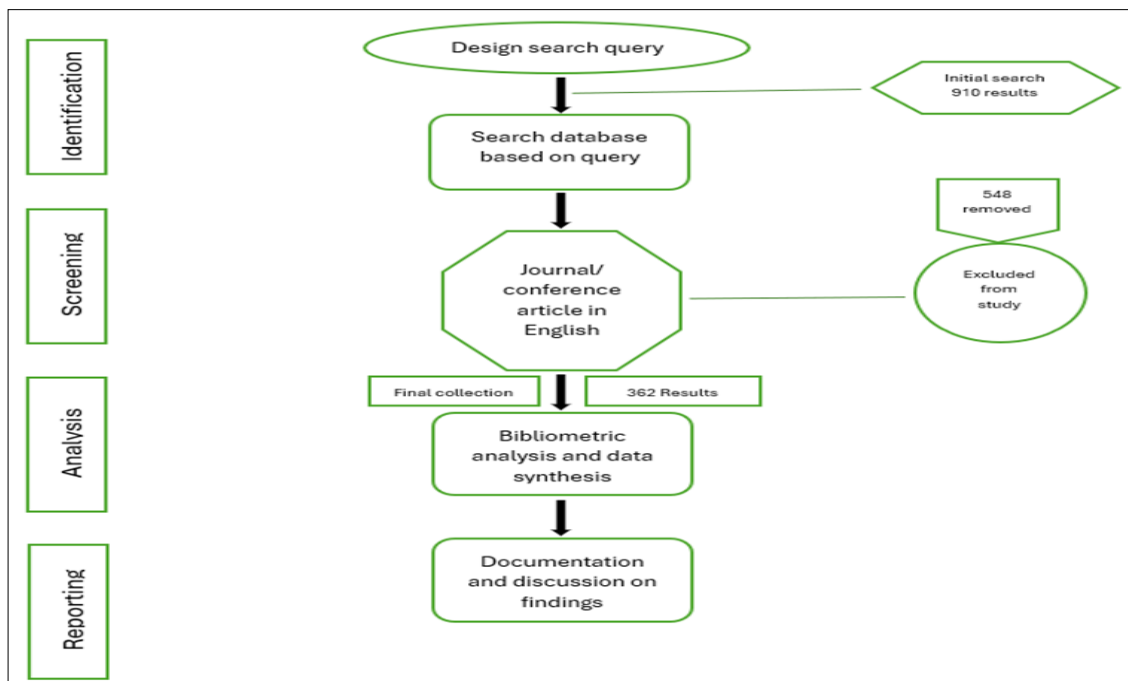 Identification
Design search query
Initial search
910 results
Search database
based on query
Screening
548
removed
Journal/
conference
article in
English
Excluded
from
study
Final collection
362 Results
Analysis
Bibliometric
analysis and data
synthesis
Reporting
Documentation
and discussion on
findings